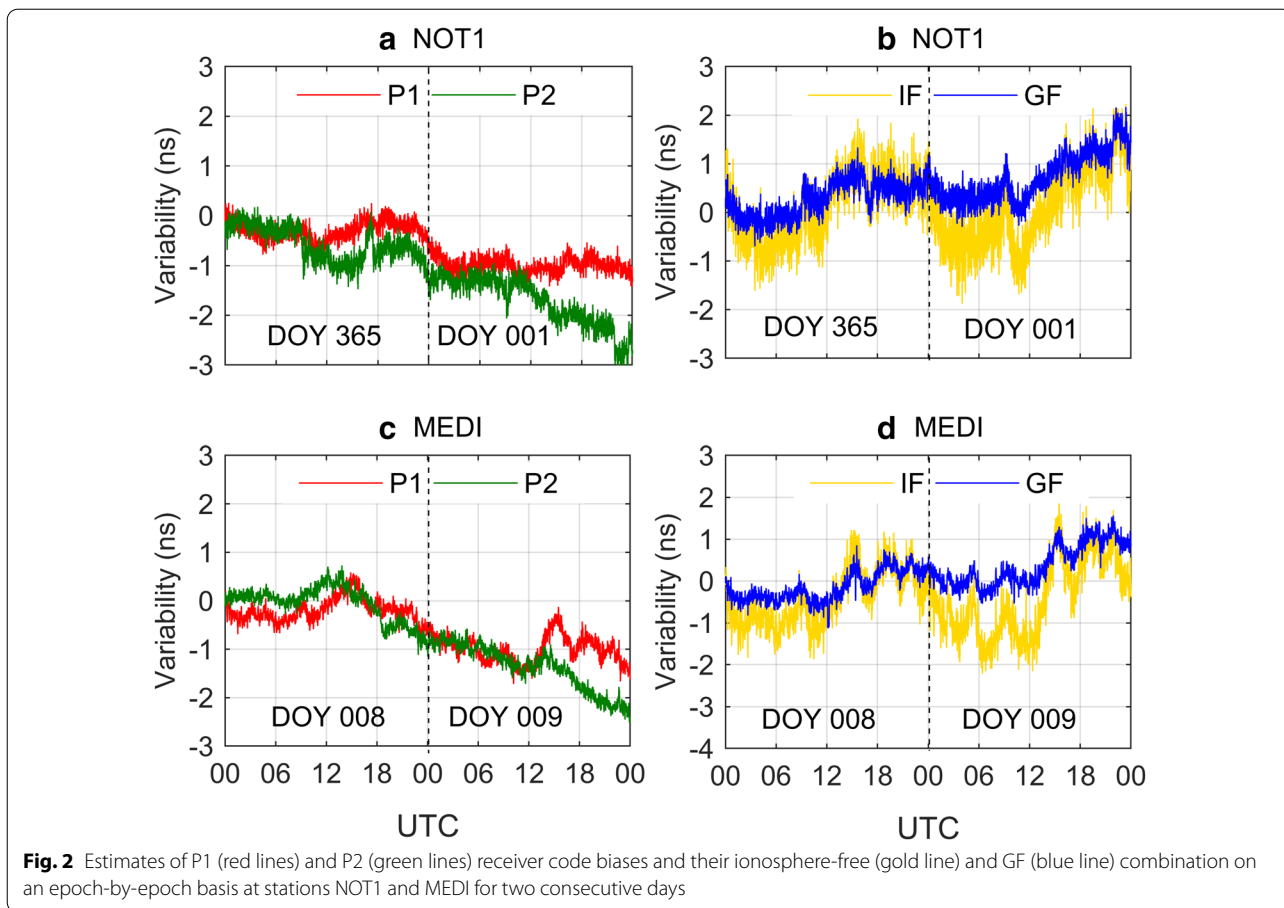 a NOT1
b NOT1
3
P1
P2
2
1
0
-1
-2
-3
Variability (ns)
DOY 365
DOY 001
3
IF
GF
2
1
0
-1
-2
-3
Variability (ns)
DOY 365
DOY 001
c MEDI
d MEDI
3
P1
P2
2
1
0
-1
-2
-3
Variability (ns)
DOY 008
DOY 009
00 06 12 18 00 06 12 18 00
UTC
3
IF
GF
2
1
0
-1
-2
-3
-4
Variability (ns)
DOY 008
DOY 009
00 06 12 18 00 06 12 18 00
UTC
Fig. 2 Estimates of P1 (red lines) and P2 (green lines) receiver code biases and their ionosphere-free (gold line) and GF (blue line) combination on
an epoch-by-epoch basis at stations NOT1 and MEDI for two consecutive days